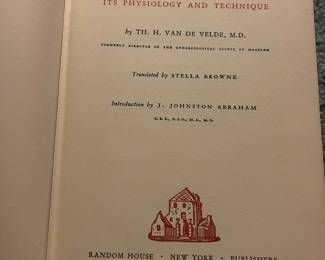 ITS PHYSIOLOGY AND TECHNIQUE
by TH. H. VAN DE VELDE, M.D.
FORMERLY DIRECTOR OF THE GYNAECOLOGICAL CLINIC AT HAARLEM
Translated by STELLA BROWNE
Introduction by J. JOHNSTON ABRAHAM
C.B.E., D.S.O., M.A., M.D.
RANDOM HOUSE · NEW YORK · PUBLISHERS